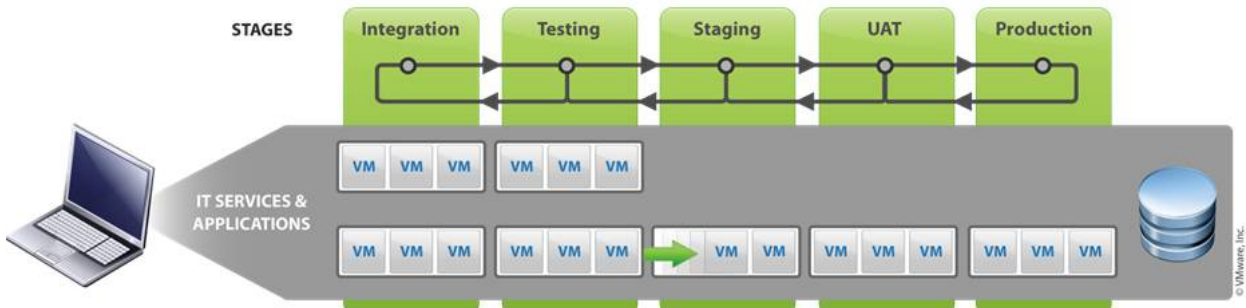 STAGES Integration Testing Staging UAT Production
VM VM VM VM VM VM
IT SERVICES &
APPLICATIONS
VM VM VM VM VM VM VM VM VM VM VM VM VM VM
© VMware, Inc.